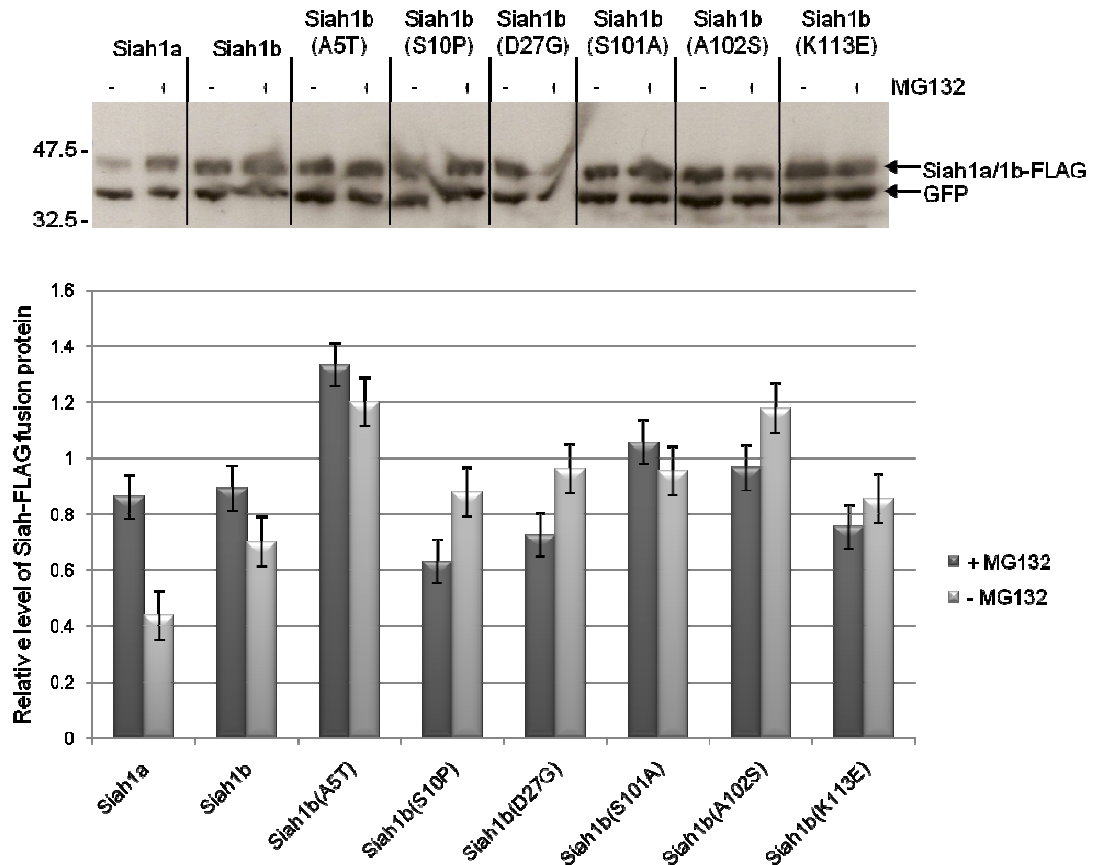 Siah1a Siah1b Siah1b Siah1b Siah1b Siah1b Siah1b Siah1b
(A5T) (S10P) (D27G) (S101A) (A102S) (K113E)
- + - + - + - + - + - + - + - + MG132
47.5 -
Siah1a/1b-FLAG
GFP
32.5 -
Relative level of Siah-FLAG fusion protein
1.6
1.4
1.2
1
0.8
0.6
0.4
0.2
0
+ MG132
- MG132
Siah1a
Siah1b
Siah1b(A5T)
Siah1b(S10P)
Siah1b(D27G)
Siah1b(S101A)
Siah1b(A102S)
Siah1b(K113E)